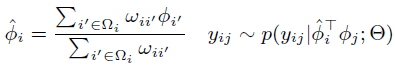 \hat{\phi}_i = \frac{\sum_{i' \in \Omega_i} \omega_{ii'} \phi_{i'}}{\sum_{i' \in \Omega_i} \omega_{ii'}} \quad y_{ij} \sim p(y_{ij} | \hat{\phi}_i^\top \phi_j; \Theta)